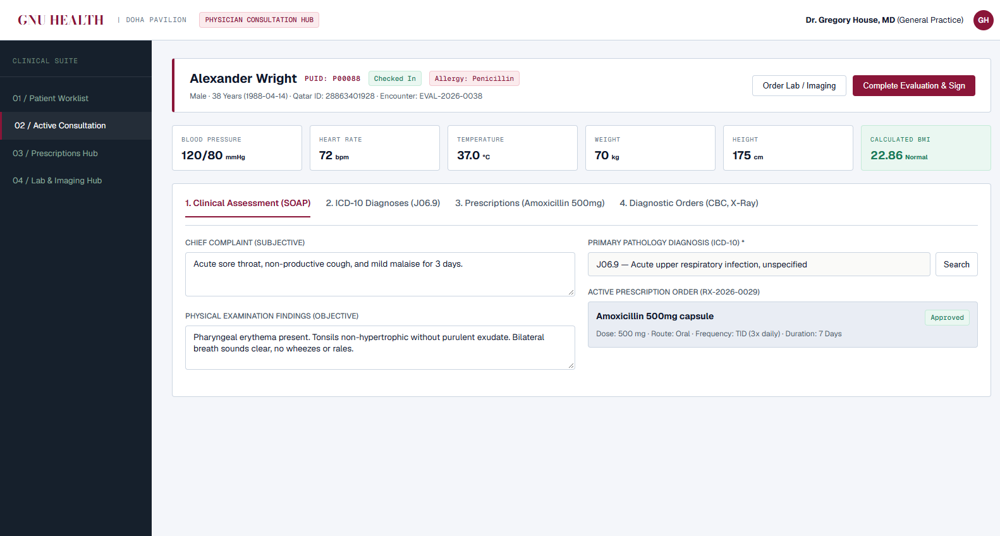 GNU HEALTH | DOHA PAVILION PHYSICIAN CONSULTATION HUB
Dr. Gregory House, MD (General Practice) GH
CLINICAL SUITE
01 / Patient Worklist
02 / Active Consultation
03 / Prescriptions Hub
04 / Lab & Imaging Hub
Alexander Wright PUID: P00088 Checked In Allergy: Penicillin
Male · 38 Years (1988-04-14) · Qatar ID: 28863401928 · Encounter: EVAL-2026-0038
Order Lab / Imaging Complete Evaluation & Sign
BLOOD PRESSURE
120/80 mmHg
HEART RATE
72 bpm
TEMPERATURE
37.0 °C
WEIGHT
70 kg
HEIGHT
175 cm
CALCULATED BMI
22.86 Normal
1. Clinical Assessment (SOAP) 2. ICD-10 Diagnoses (J06.9) 3. Prescriptions (Amoxicillin 500mg) 4. Diagnostic Orders (CBC, X-Ray)
CHIEF COMPLAINT (SUBJECTIVE)
Acute sore throat, non-productive cough, and mild malaise for 3 days.
PHYSICAL EXAMINATION FINDINGS (OBJECTIVE)
Pharyngeal erythema present. Tonsils non-hypertrophic without purulent exudate. Bilateral
breath sounds clear, no wheezes or rales.
PRIMARY PATHOLOGY DIAGNOSIS (ICD-10) *
J06.9 — Acute upper respiratory infection, unspecified Search
ACTIVE PRESCRIPTION ORDER (RX-2026-0029)
Amoxicillin 500mg capsule Approved
Dose: 500 mg · Route: Oral · Frequency: TID (3x daily) · Duration: 7 Days